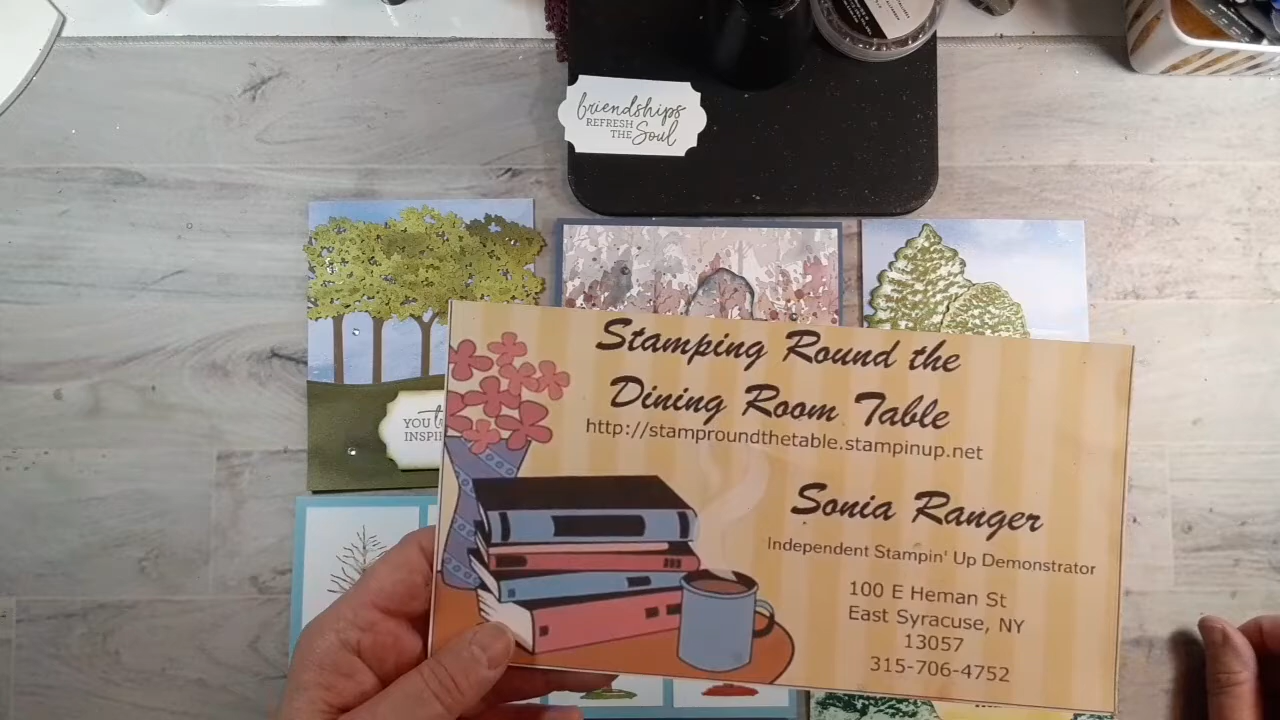 friendships
REFRESH
THE Soul
YOU
Stamping Round the
Dining Room Table
http://stamproundthetable.stampinup.net
Sonia Ranger
Independent Stampin' Up Demonstrator
100 E Heman St
East Syracuse, NY
13057
315-706-4752